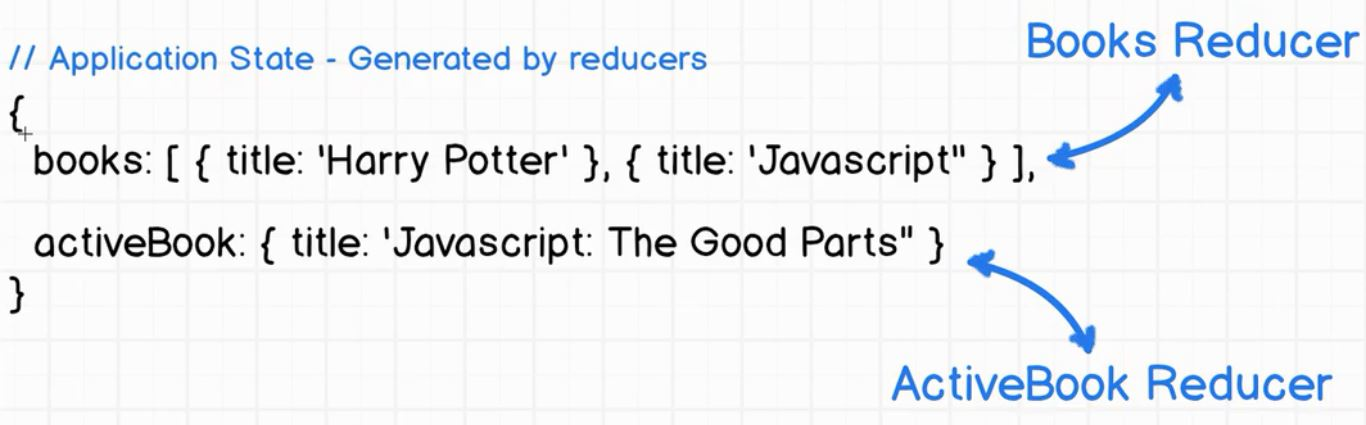 Books Reducer
// Application State - Generated by reducers
{
books: [ { title: 'Harry Potter' }, { title: 'Javascript" } ],
activeBook: { title: 'Javascript: The Good Parts" }
}
ActiveBook Reducer